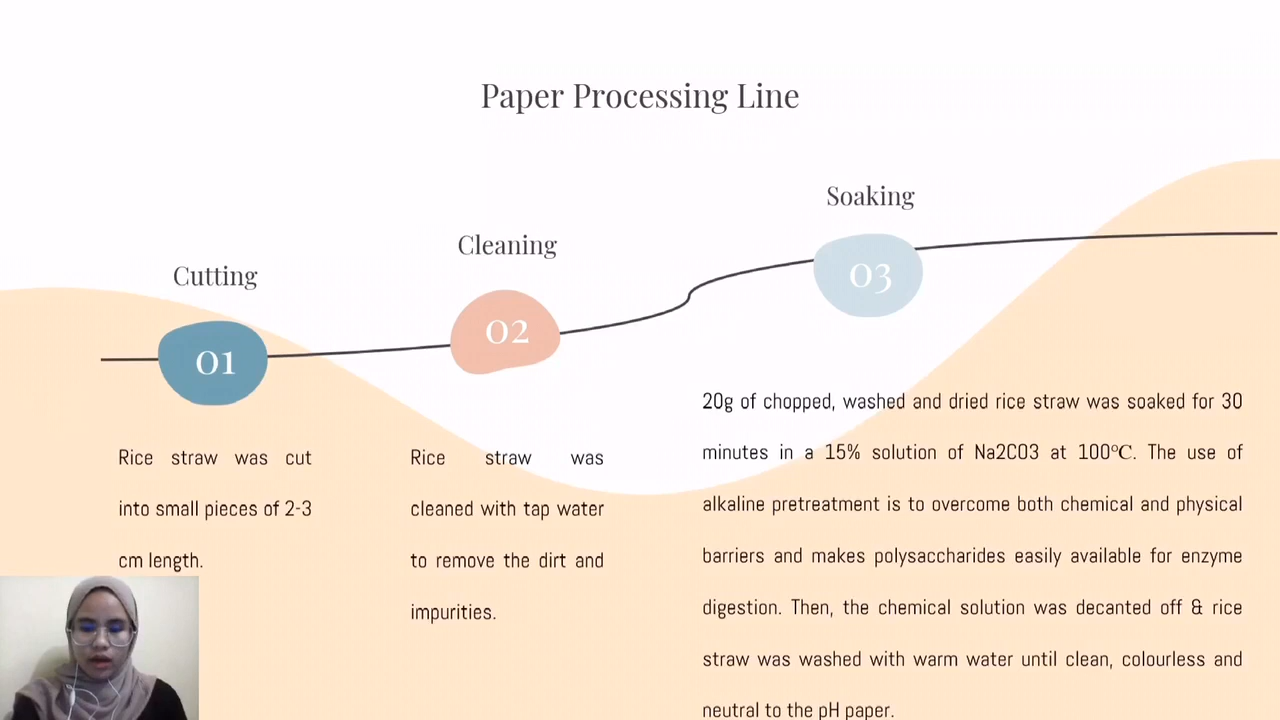 Paper Processing Line
Cutting
01
Rice straw was cut
into small pieces of 2-3
cm length.
Cleaning
02
Rice straw was
cleaned with tap water
to remove the dirt and
impurities.
Soaking
03
20g of chopped, washed and dried rice straw was soaked for 30
minutes in a 15% solution of Na2CO3 at 100℃. The use of
alkaline pretreatment is to overcome both chemical and physical
barriers and makes polysaccharides easily available for enzyme
digestion. Then, the chemical solution was decanted off & rice
straw was washed with warm water until clean, colourless and
neutral to the pH paper.